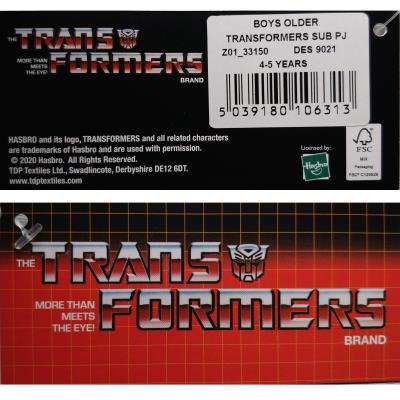 THE TRANSFORMERS
MORE THAN
MEETS
THE EYE!
BRAND
BOYS OLDER
TRANSFORMERS SUB PJ
Z01_33150 DES 9021
4-5 YEARS
5 039180 106313
HASBRO and its logo, TRANSFORMERS and all related characters
are trademarks of Hasbro and are used with permission.
© 2020 Hasbro. All Rights Reserved.
TDP Textiles Ltd., Swadlincote, Derbyshire DE12 6DT.
www.tdptextiles.com
Licensed by:
Hasbro
FSC
MIX
Packaging
THE TRANSFORMERS
MORE THAN
MEETS
THE EYE!
BRAND